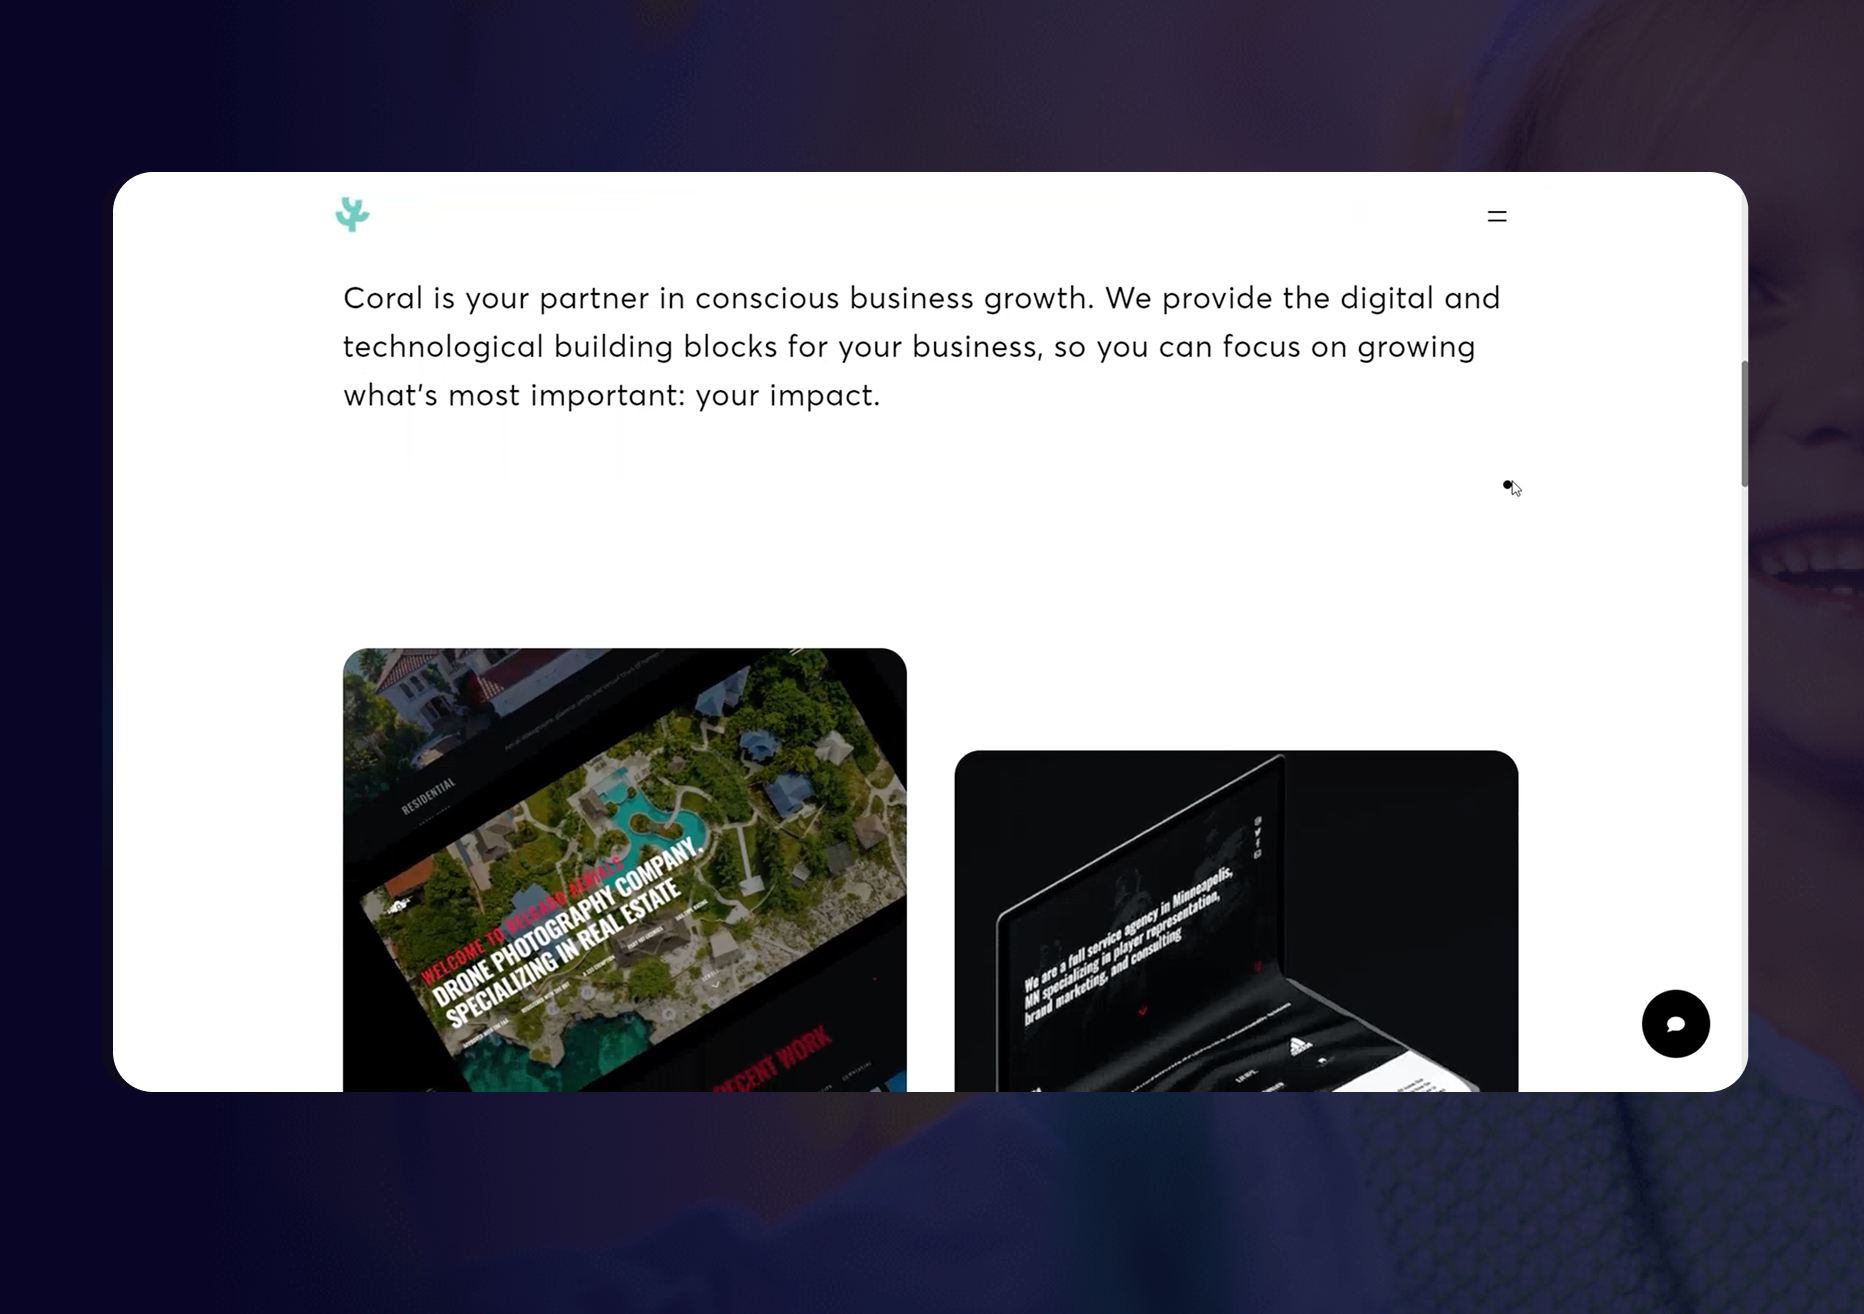 Coral is your partner in conscious business growth. We provide the digital and
technological building blocks for your business, so you can focus on growing
what's most important: your impact.
RESIDENTIAL
WELCOME TO DELGADO AERIALS
DRONE PHOTOGRAPHY COMPANY.
SPECIALIZING IN REAL ESTATE
RECENT WORK
We are a full service agency in Minneapolis,
MN specializing in player representation,
brand marketing, and consulting